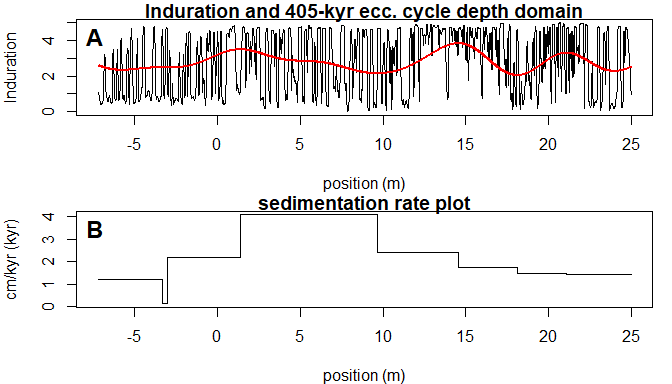 Induration and 405-kyr ecc. cycle depth domain
A
Induration
4
2
0
-5 0 5 10 15 20 25
position (m)
sedimentation rate plot
B
cm/kyr (kyr)
4
3
2
1
0
-5 0 5 10 15 20 25
position (m)